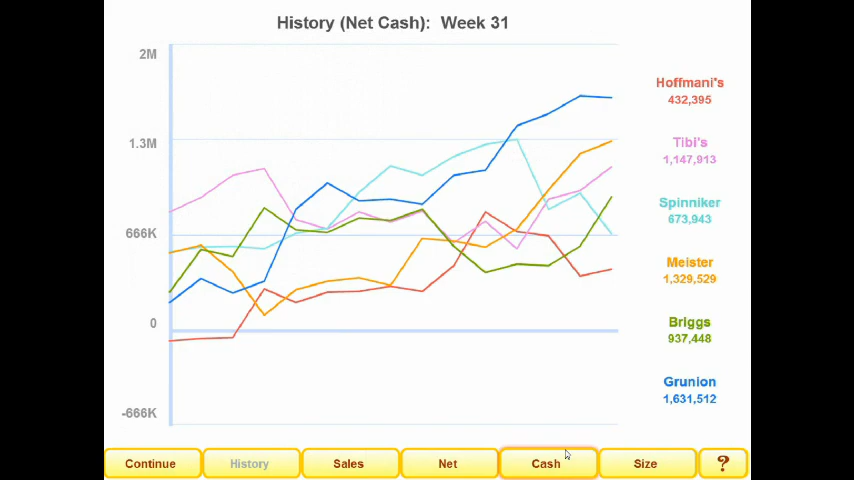 History (Net Cash): Week 31
2M
1.3M
666K
0
-666K
Hoffmani's
432,395
Tibi's
1,147,913
Spinniker
673,943
Meister
1,329,529
Briggs
937,448
Grunion
1,631,512
Continue
History
Sales
Net
Cash
Size
?